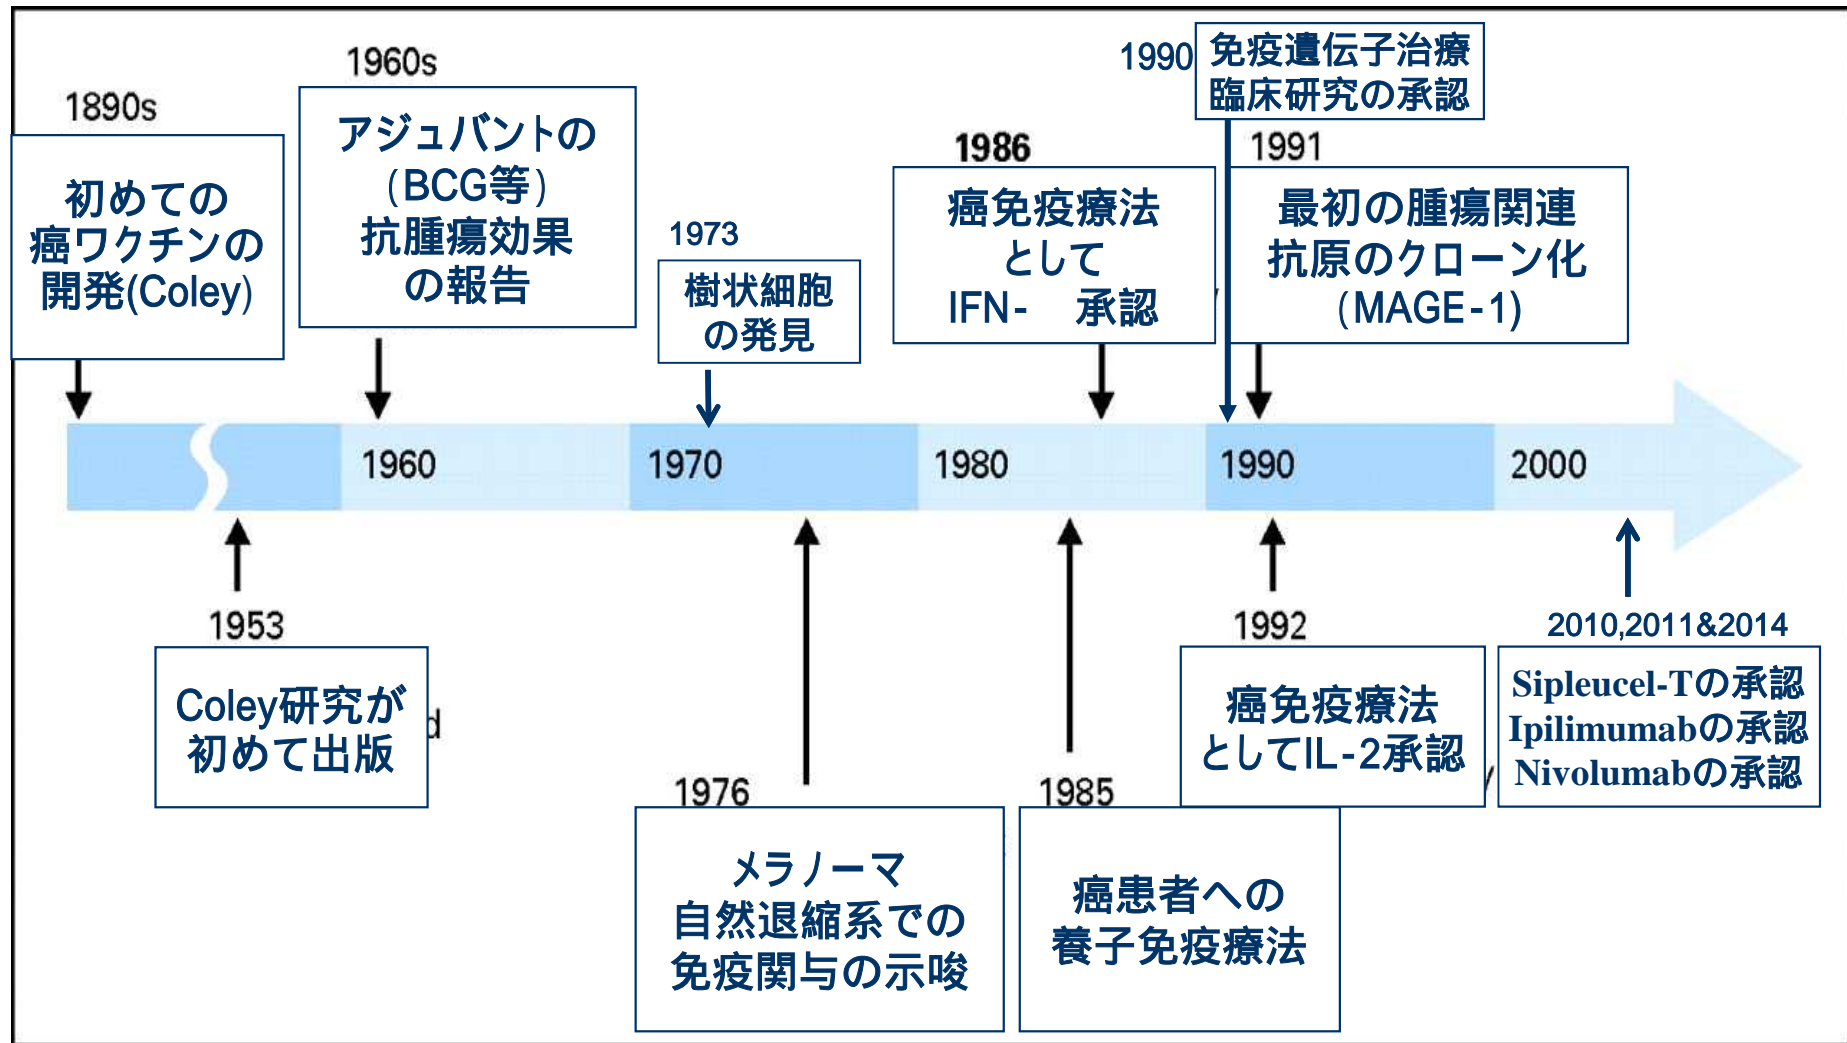 1890s
初めての
癌ワクチンの
開発(Coley)
1960s
アジュバントの
(BCG等)
抗腫瘍効果
の報告
1973
樹状細胞
の発見
1986
癌免疫療法
として
IFN-　承認
1990
免疫遺伝子治療
臨床研究の承認
1991
最初の腫瘍関連
抗原のクローン化
(MAGE-1)
1960
1970
1980
1990
2000
1953
Coley研究が
初めて出版
d
1976
メラノーマ
自然退縮系での
免疫関与の示唆
1985
癌患者への
養子免疫療法
1992
癌免疫療法
としてIL-2承認
2010,2011&2014
Sipleucel-Tの承認
Ipilimumabの承認
Nivolumabの承認